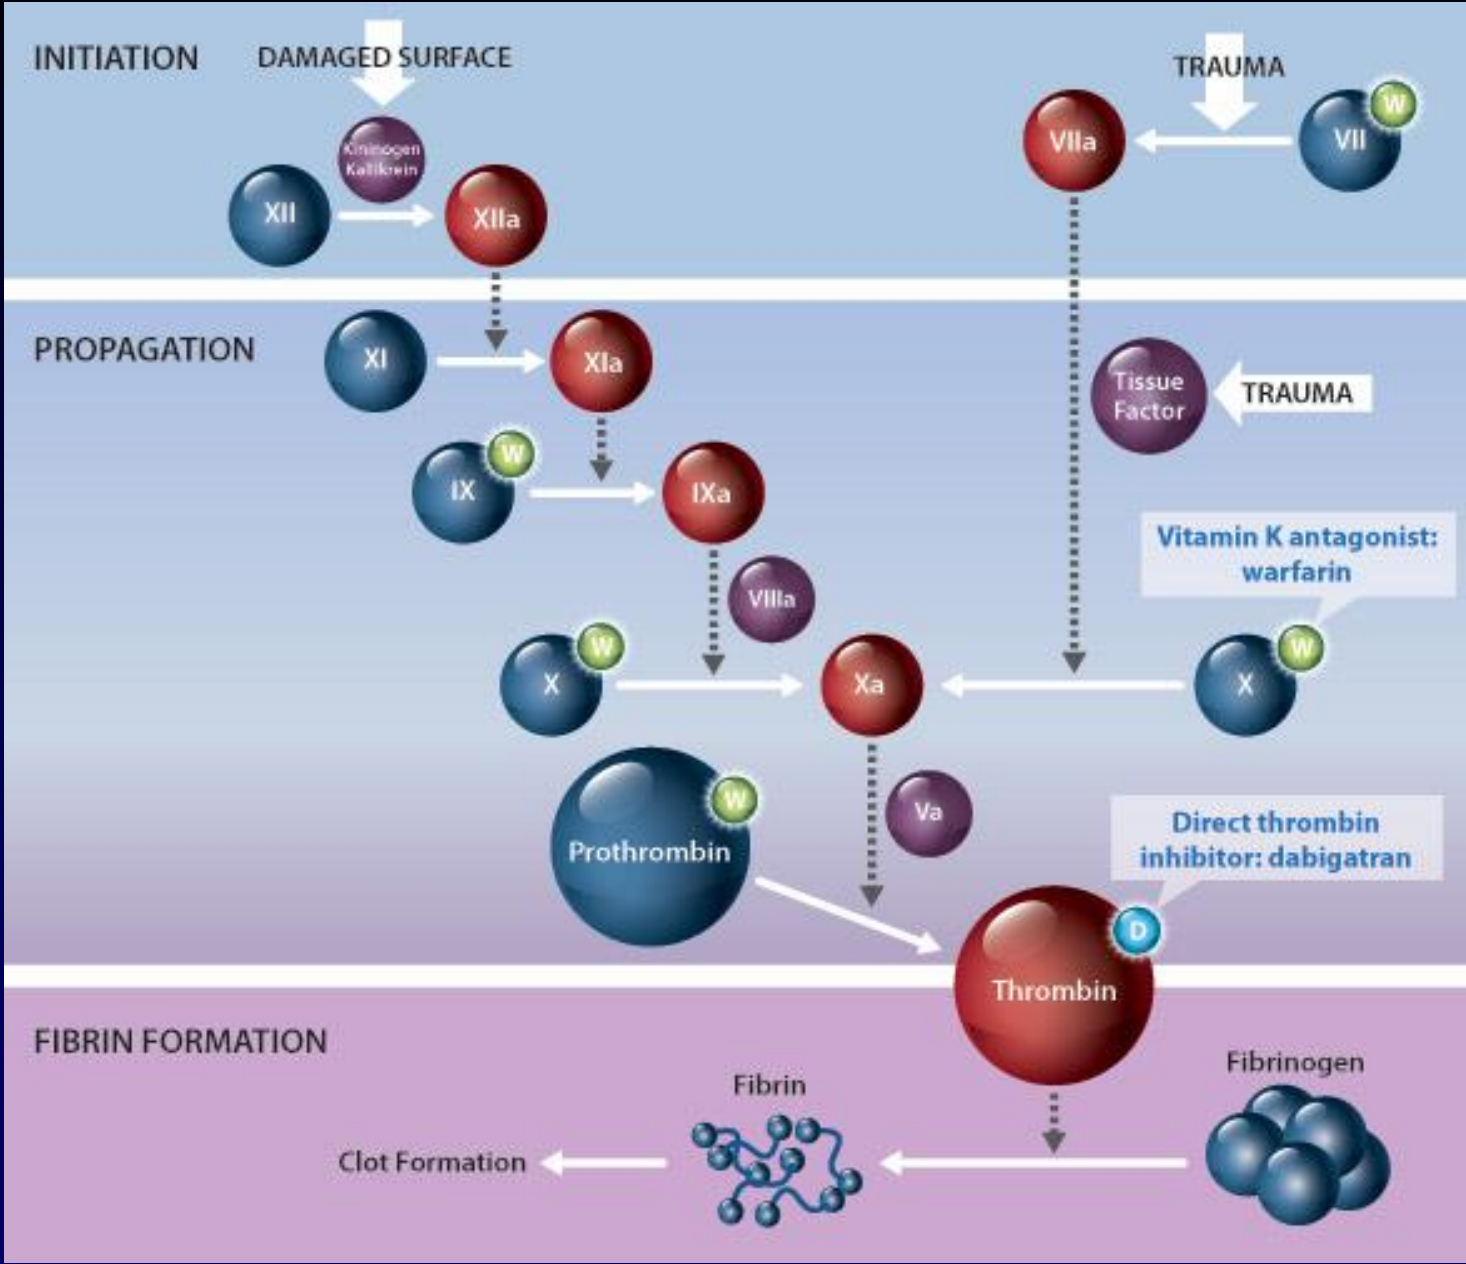 INITIATION
DAMAGED SURFACE
TRAUMA
Kininogen
Kallikrein
XII
XIIa
VIIa
VII
W
PROPAGATION
XI
XIa
Tissue
Factor
TRAUMA
IX
W
IXa
VIIIa
Vitamin K antagonist:
warfarin
X
W
Xa
X
W
Prothrombin
W
Va
Direct thrombin
inhibitor: dabigatran
D
Thrombin
FIBRIN FORMATION
Fibrin
Fibrinogen
Clot Formation